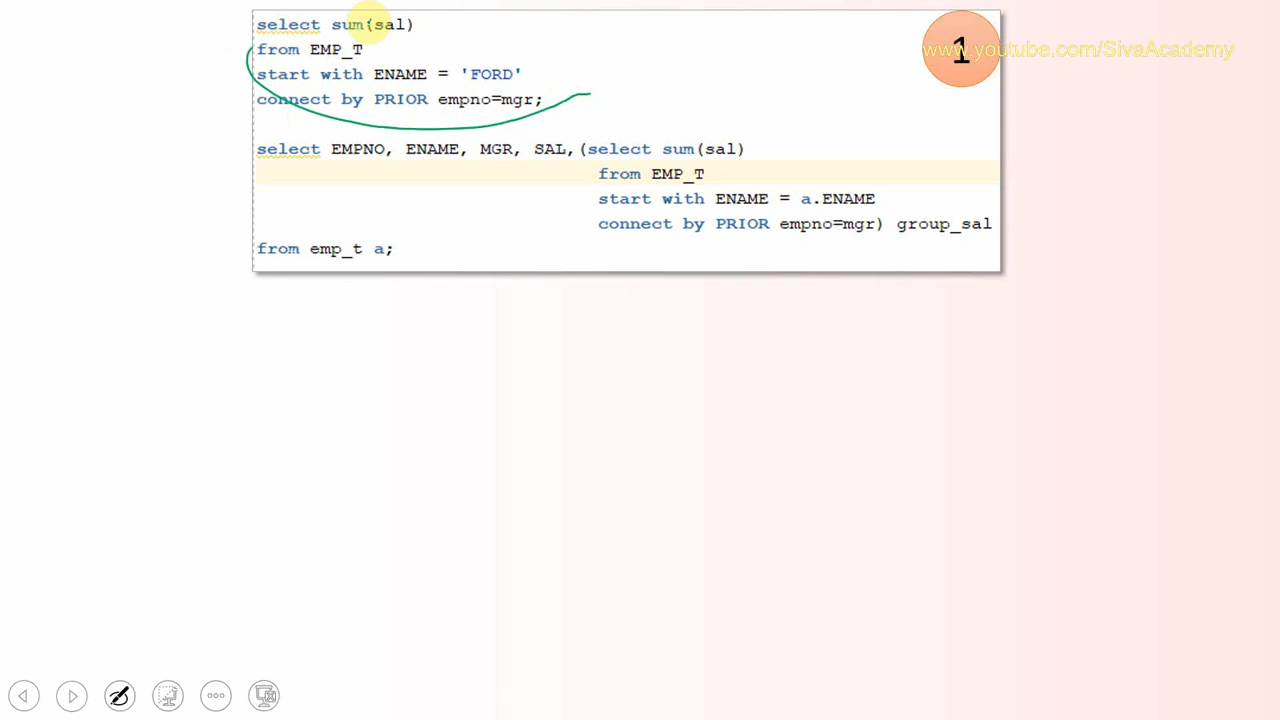 select sum(sal)
from EMP_T
start with ENAME = 'FORD'
connect by PRIOR empno=mgr;
select EMPNO, ENAME, MGR, SAL,(select sum(sal)
from EMP_T
start with ENAME = a.ENAME
connect by PRIOR empno=mgr) group_sal
from emp_t a;
1
www.youtube.com/SivaAcademy